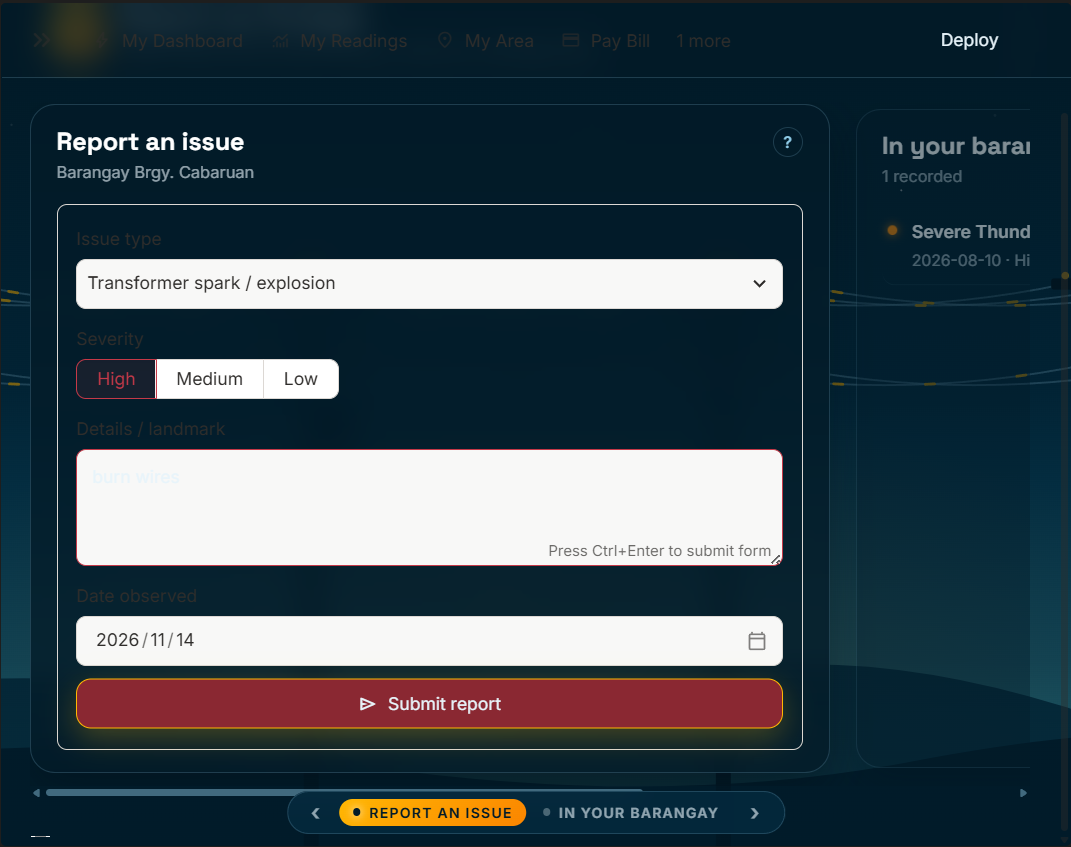 My Dashboard My Readings My Area Pay Bill 1 more Deploy
Report an issue
?
Barangay Brgy. Cabaruan
Issue type
Transformer spark / explosion
Severity
High Medium Low
Details / landmark
burn wires
Press Ctrl+Enter to submit form
Date observed
2026/11/14
Submit report
In your baran
1 recorded
Severe Thund
2026-08-10 · Hi
REPORT AN ISSUE IN YOUR BARANGAY